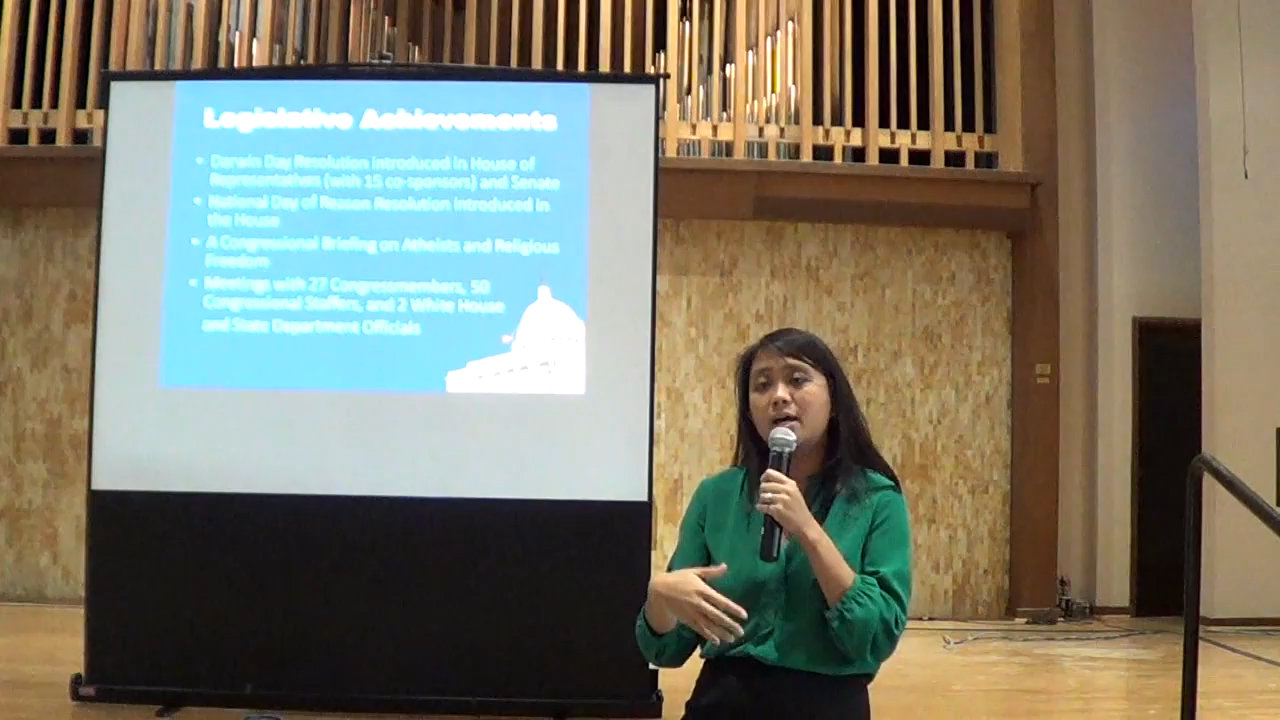 Legislative Achievements
• Darwin Day Resolution introduced in House of
Representatives (with 15 co-sponsors) and Senate
• National Day of Reason Resolution introduced in
the House
• A Congressional Briefing on Atheists and Religious
Freedom
• Meetings with 27 Congressmembers, 50
Congressional Staffers, and 2 White House
and State Department Officials